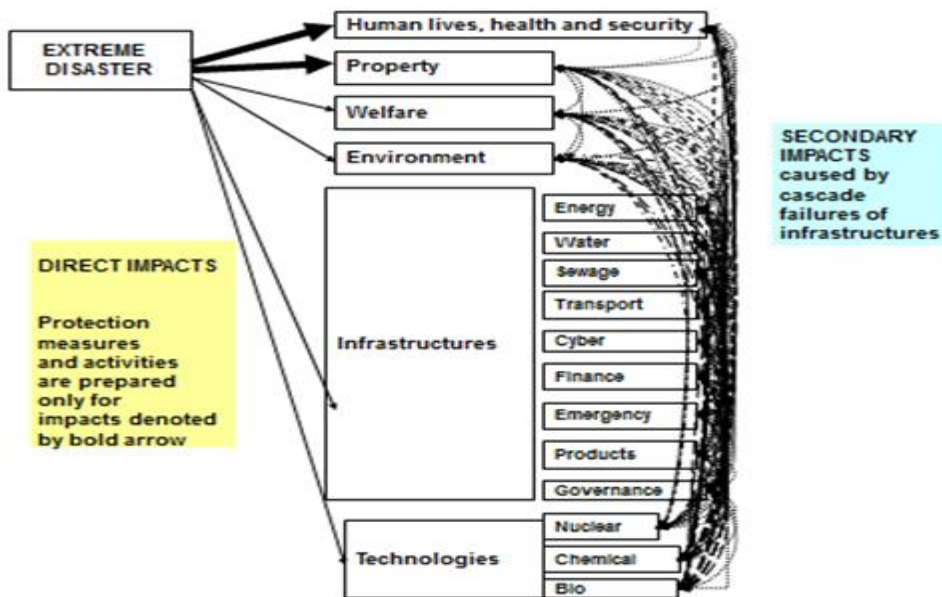 EXTREME
DISASTER
Human lives, health and security
Property
Welfare
Environment
SECONDARY
IMPACTS
caused by
cascade
failures of
infrastructures
DIRECT IMPACTS
Protection
measures
and activities
are prepared
only for
impacts denoted
by bold arrow
Infrastructures
Energy
Water
Sewage
Transport
Cyber
Finance
Emergency
Products
Governance
Technologies
Nuclear
Chemical
Bio